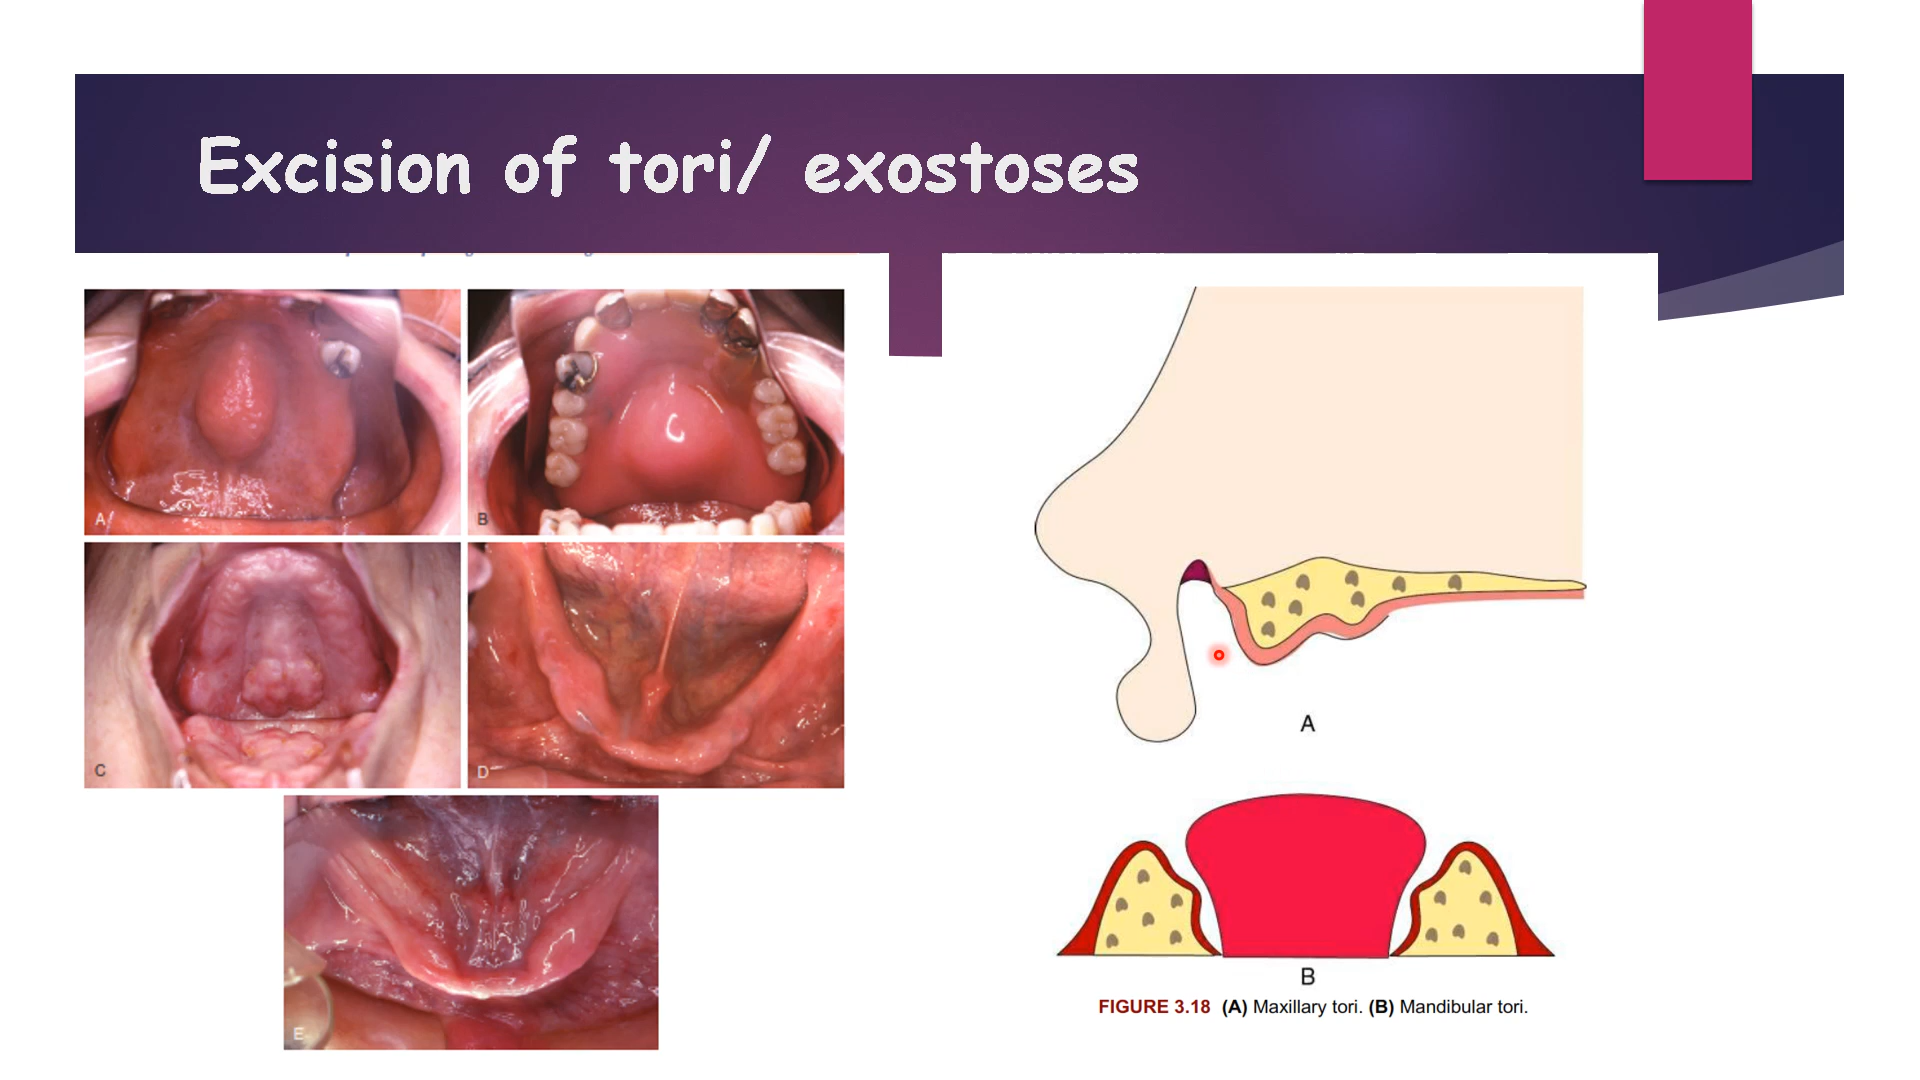 Excision of tori/ exostoses
A
B
C
D
E
A
B
FIGURE 3.18 (A) Maxillary tori. (B) Mandibular tori.